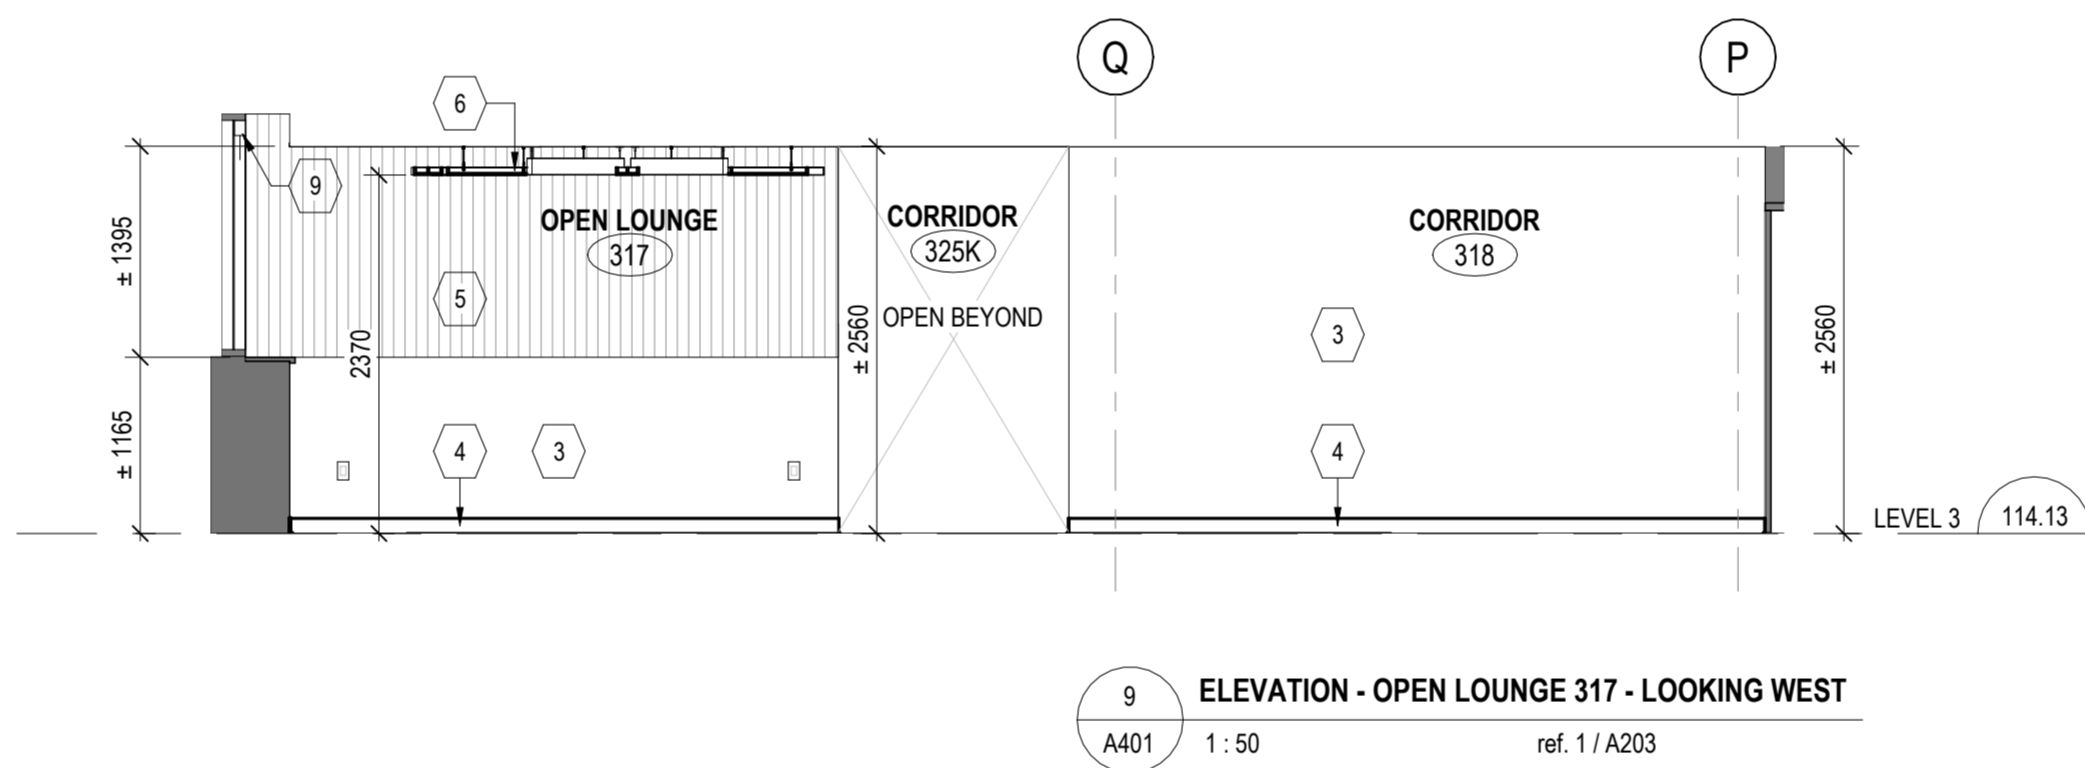 Q
P
6
9
OPEN LOUNGE
317
CORRIDOR
325K
CORRIDOR
318
± 1395
5
OPEN BEYOND
3
2370
± 2560
± 2560
± 1165
4
3
4
LEVEL 3
114.13
9
ELEVATION - OPEN LOUNGE 317 - LOOKING WEST
A401
1 : 50
ref. 1 / A203